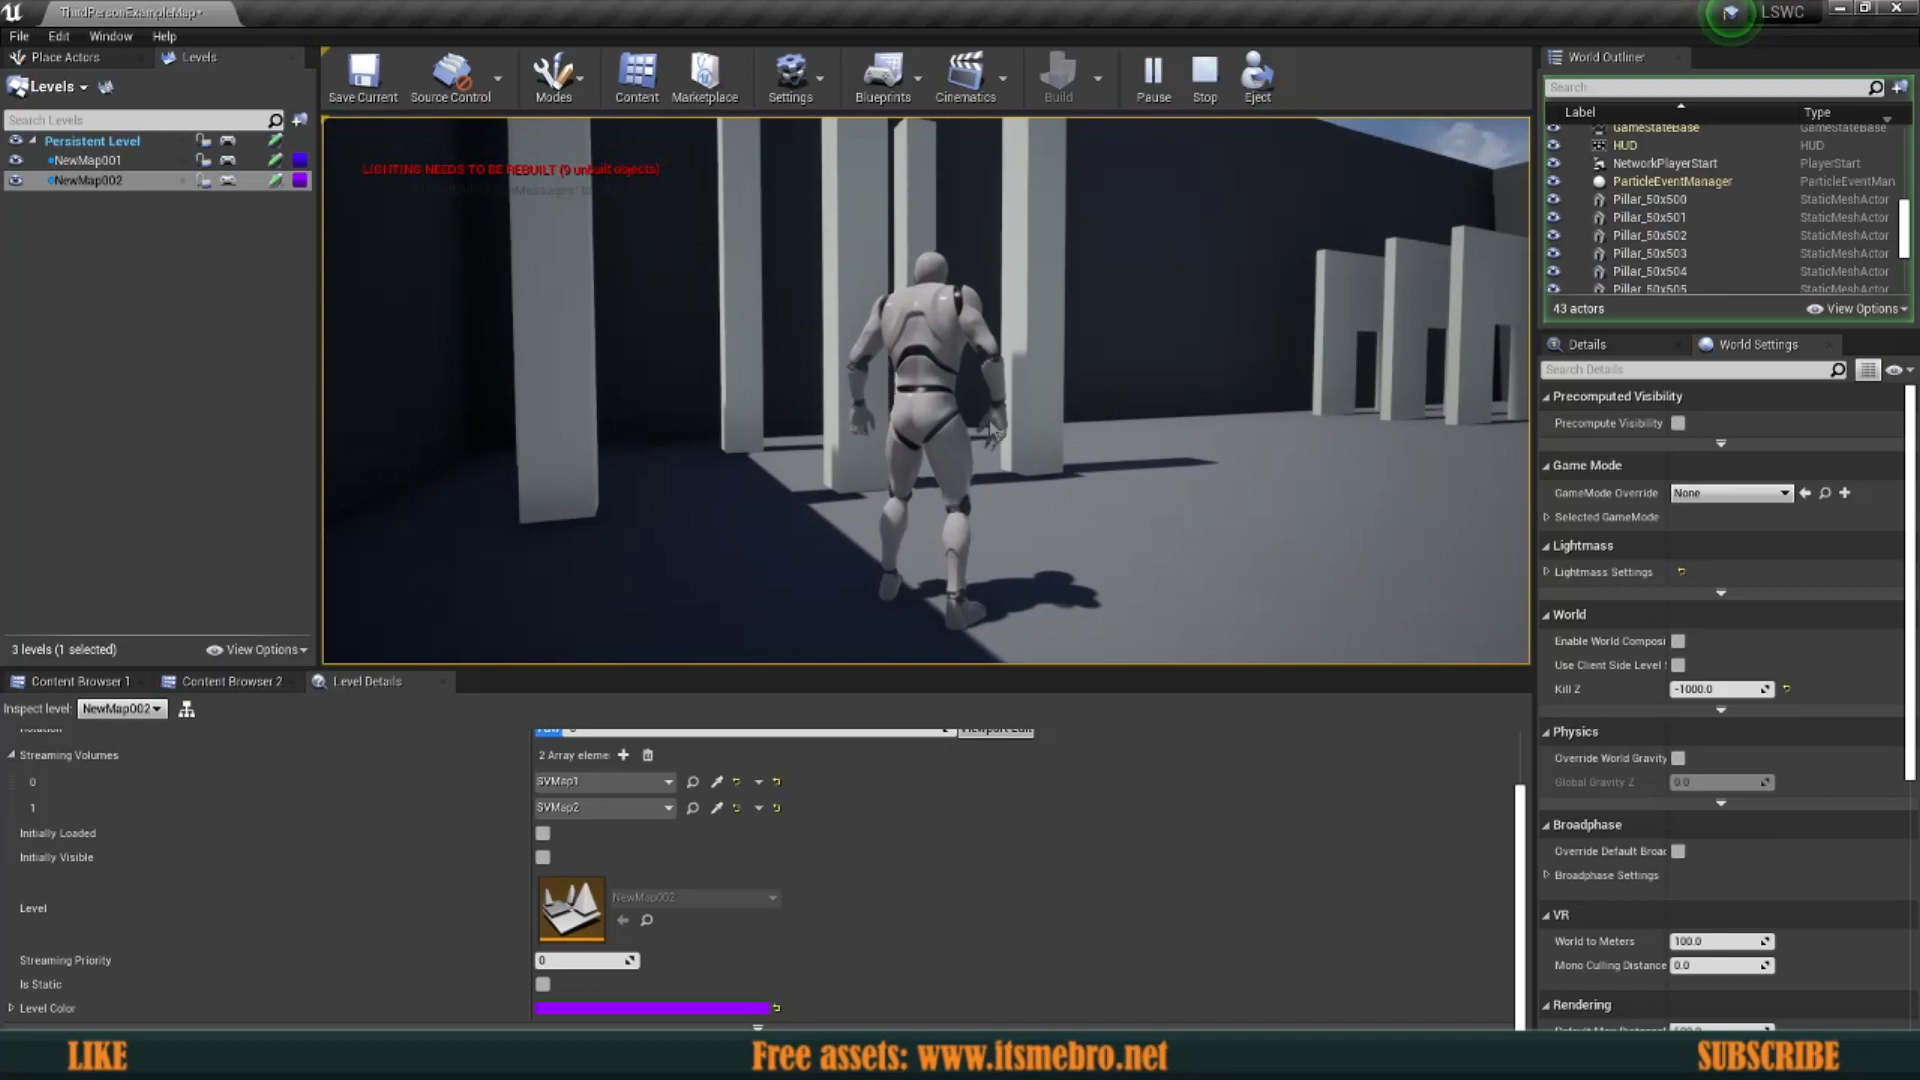 ThirdPersonExampleMap*
LSWC
File Edit Window Help
Place Actors
Levels
Levels
Search Levels
Persistent Level
NewMap001
NewMap002
3 levels (1 selected)
View Options
Save Current
Source Control
Modes
Content
Marketplace
Settings
Blueprints
Cinematics
Build
Pause
Stop
Eject
LIGHTING NEEDS TO BE REBUILT (9 unbuilt objects)
World Outliner
Search
Label Type
GameStateBase GameStateBase
HUD HUD
NetworkPlayerStart PlayerStart
ParticleEventManager ParticleEventMan
Pillar_50x500 StaticMeshActor
Pillar_50x501 StaticMeshActor
Pillar_50x502 StaticMeshActor
Pillar_50x503 StaticMeshActor
Pillar_50x504 StaticMeshActor
Pillar_50x505 StaticMeshActor
43 actors
View Options
Details
World Settings
Search Details
Precomputed Visibility
Precompute Visibility
Game Mode
GameMode Override None
Selected GameMode
Lightmass
Lightmass Settings
World
Enable World Composi
Use Client Side Level
Kill Z -1000.0
Physics
Override World Gravity
Global Gravity Z 0.0
Broadphase
Override Default Broac
Broadphase Settings
VR
World to Meters 100.0
Mono Culling Distance 0.0
Rendering
Content Browser 1
Content Browser 2
Level Details
Inspect level: NewMap002
Streaming Volumes
2 Array eleme
0 SVMap1
1 SVMap2
Initially Loaded
Initially Visible
Level
NewMap002
Streaming Priority 0
Is Static
Level Color
LIKE
Free assets: www.itsmebro.net
SUBSCRIBE